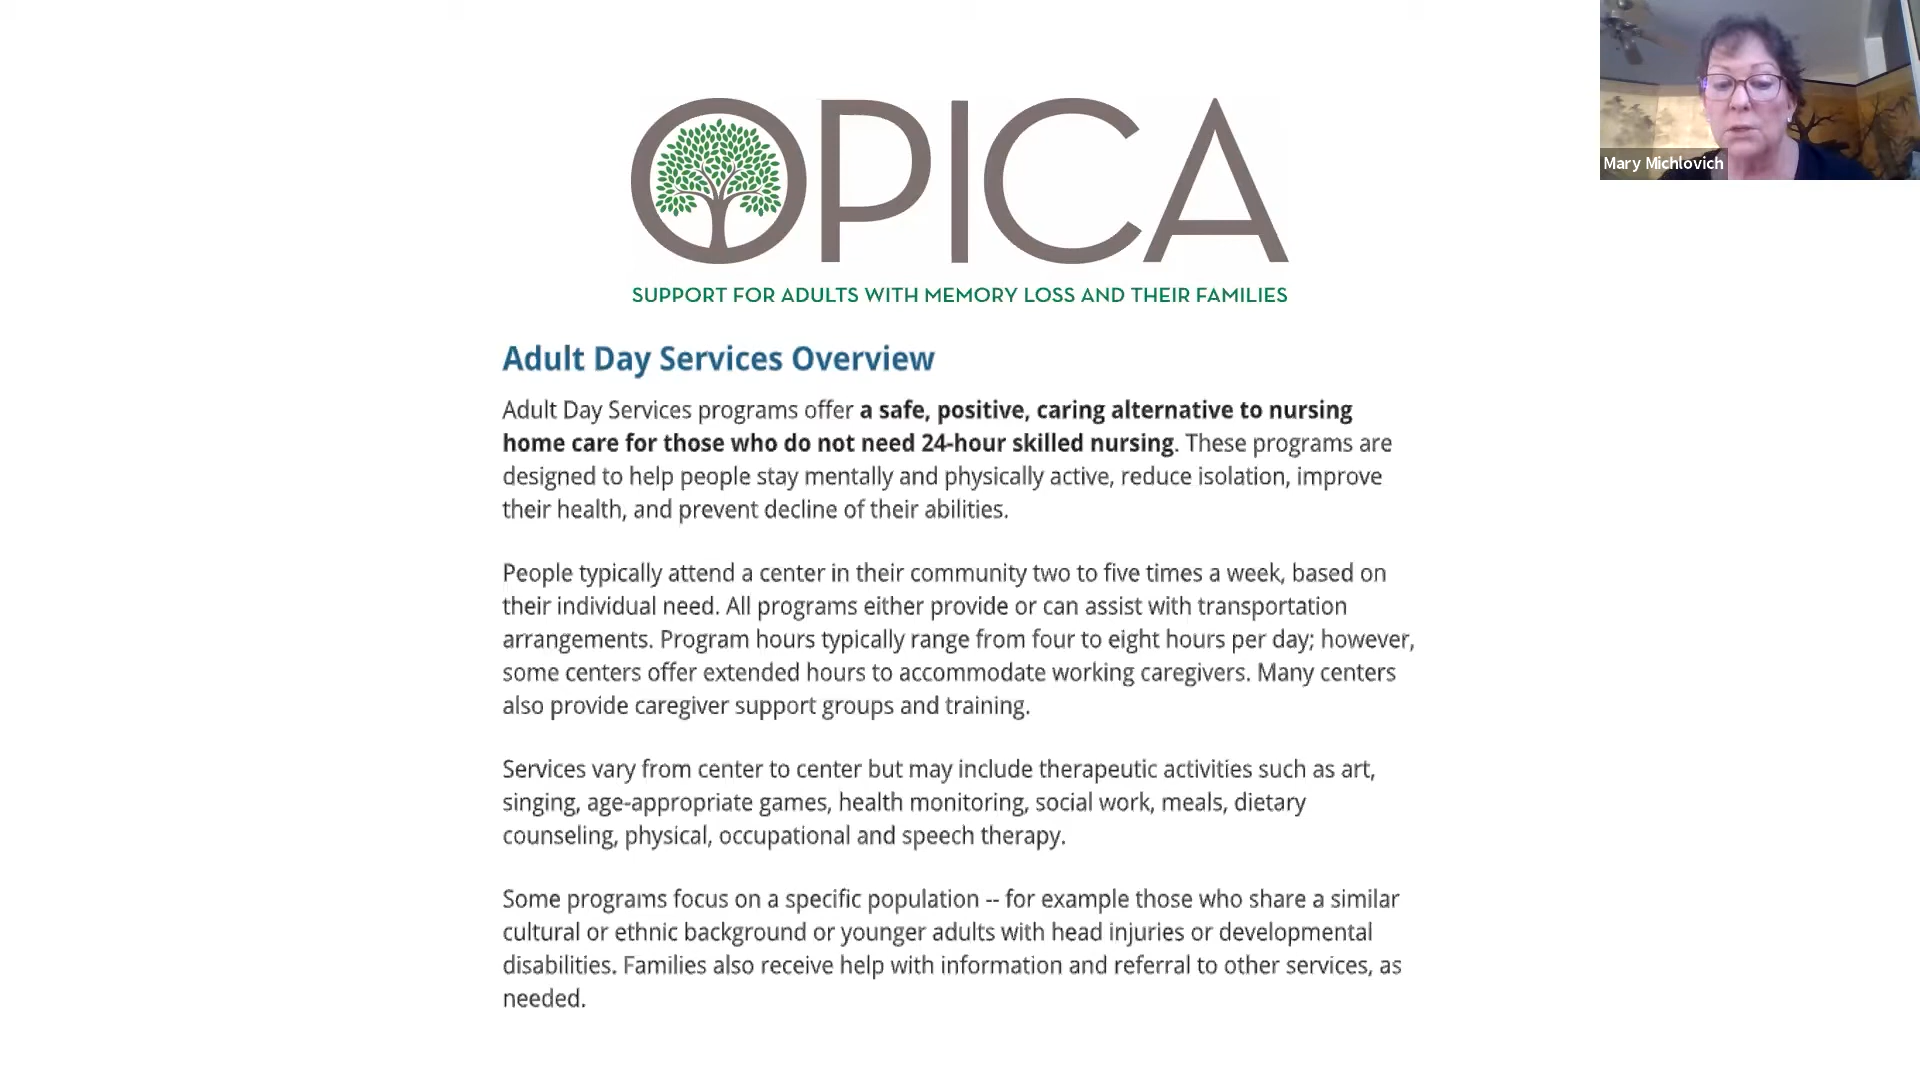 OPICA
SUPPORT FOR ADULTS WITH MEMORY LOSS AND THEIR FAMILIES
Mary Michlovich
Adult Day Services Overview
Adult Day Services programs offer a safe, positive, caring alternative to nursing
home care for those who do not need 24-hour skilled nursing. These programs are
designed to help people stay mentally and physically active, reduce isolation, improve
their health, and prevent decline of their abilities.
People typically attend a center in their community two to five times a week, based on
their individual need. All programs either provide or can assist with transportation
arrangements. Program hours typically range from four to eight hours per day; however,
some centers offer extended hours to accommodate working caregivers. Many centers
also provide caregiver support groups and training.
Services vary from center to center but may include therapeutic activities such as art,
singing, age-appropriate games, health monitoring, social work, meals, dietary
counseling, physical, occupational and speech therapy.
Some programs focus on a specific population -- for example those who share a similar
cultural or ethnic background or younger adults with head injuries or developmental
disabilities. Families also receive help with information and referral to other services, as
needed.